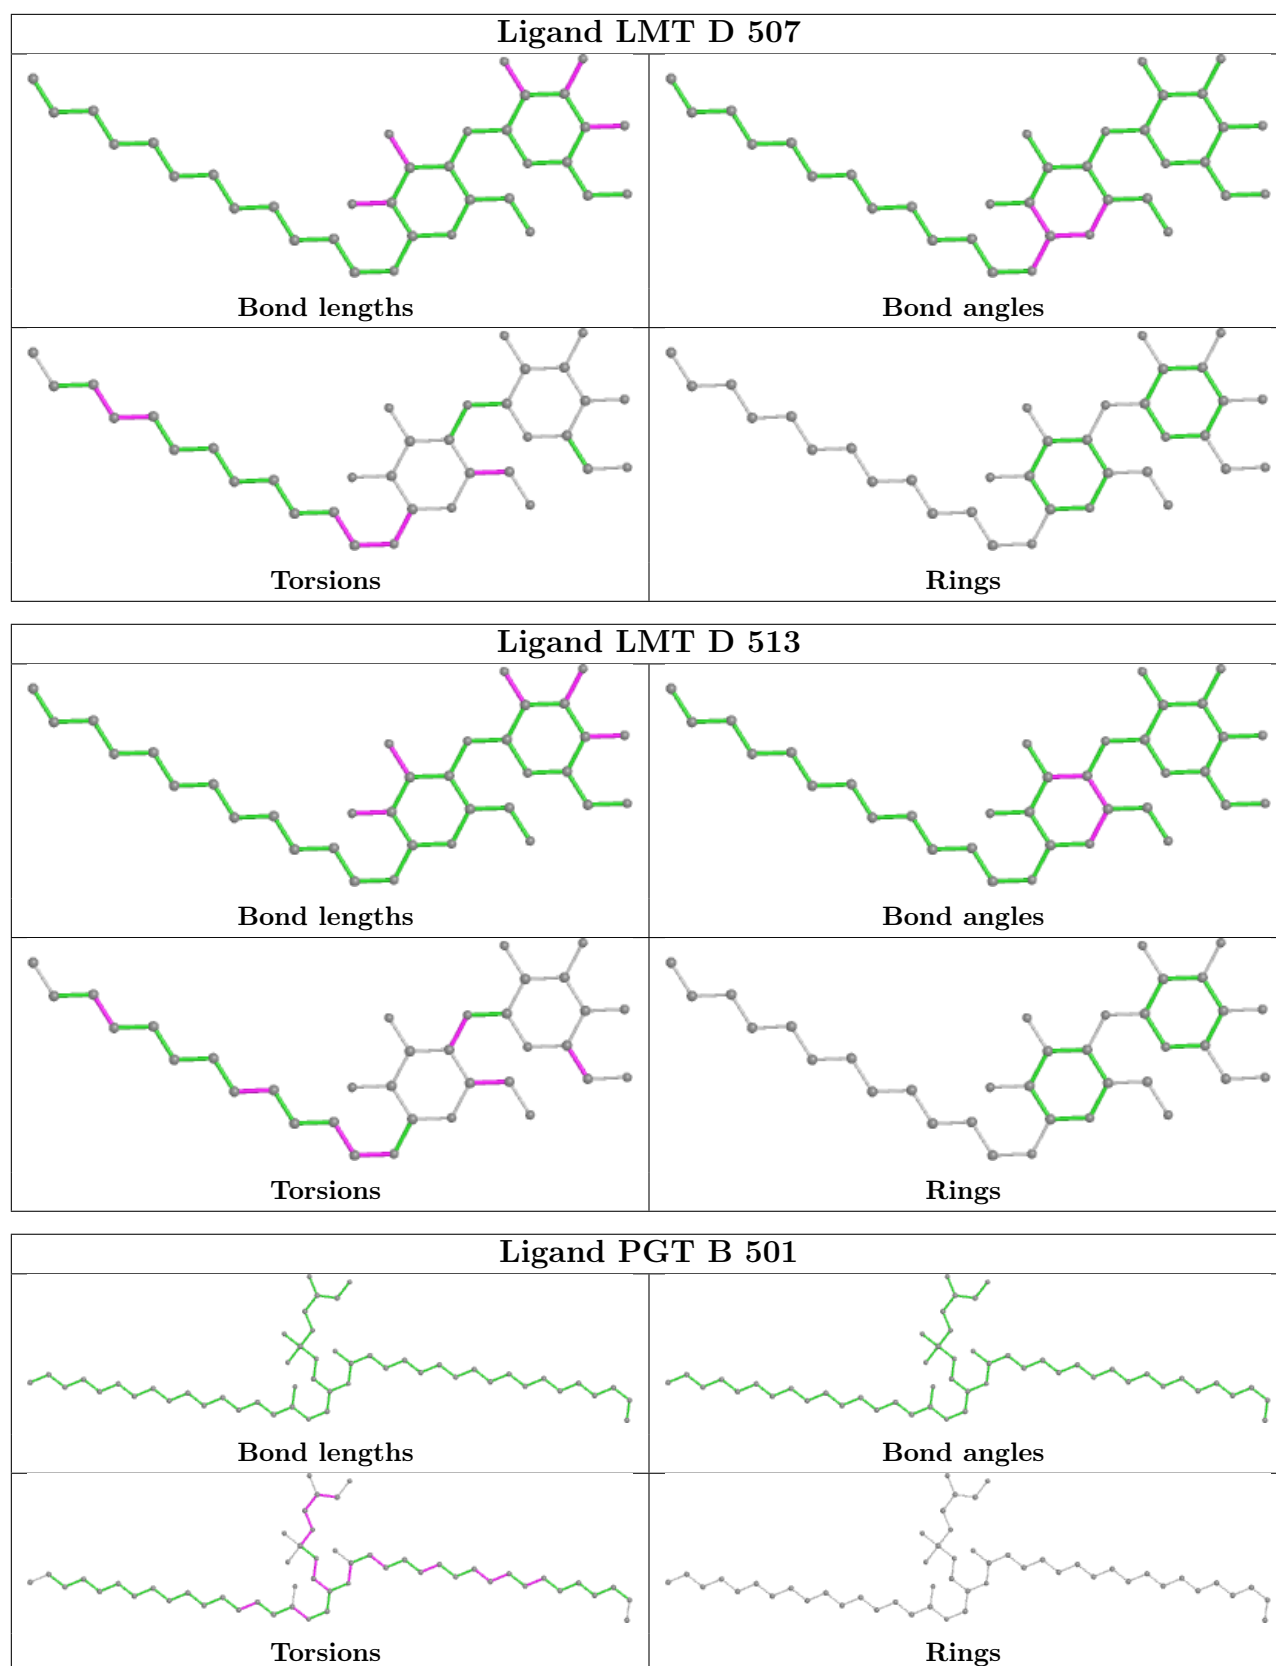 Ligand LMT D 507
Bond lengths
Bond angles
Torsions
Rings
Ligand LMT D 513
Bond lengths
Bond angles
Torsions
Rings
Ligand PGT B 501
Bond lengths
Bond angles
Torsions
Rings